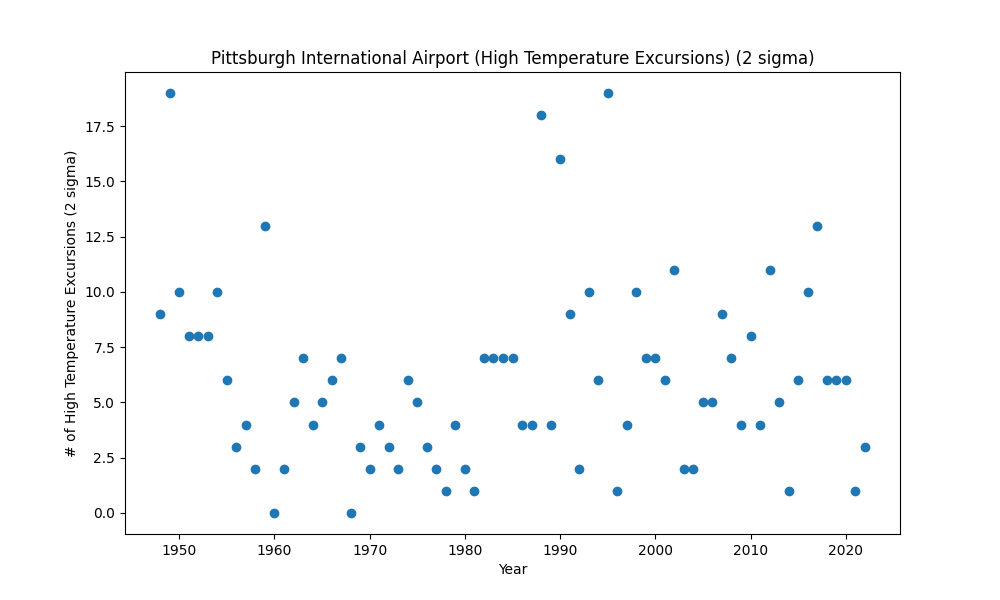 Pittsburgh International Airport (High Temperature Excursions) (2 sigma)
# of High Temperature Excursions (2 sigma)
17.5
15.0
12.5
10.0
7.5
5.0
2.5
0.0
1950 1960 1970 1980 1990 2000 2010 2020
Year